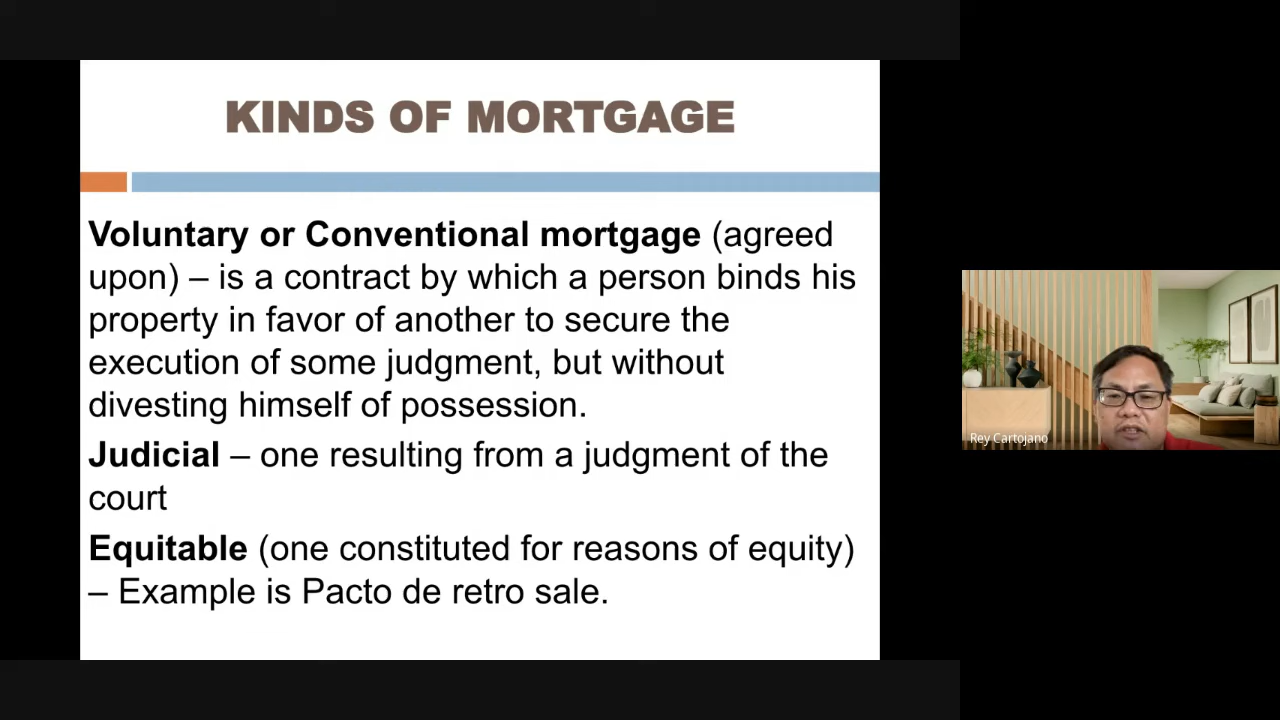 KINDS OF MORTGAGE
Voluntary or Conventional mortgage (agreed
upon) – is a contract by which a person binds his
property in favor of another to secure the
execution of some judgment, but without
divesting himself of possession.
Judicial – one resulting from a judgment of the
court
Equitable (one constituted for reasons of equity)
– Example is Pacto de retro sale.
Rey Cartojano